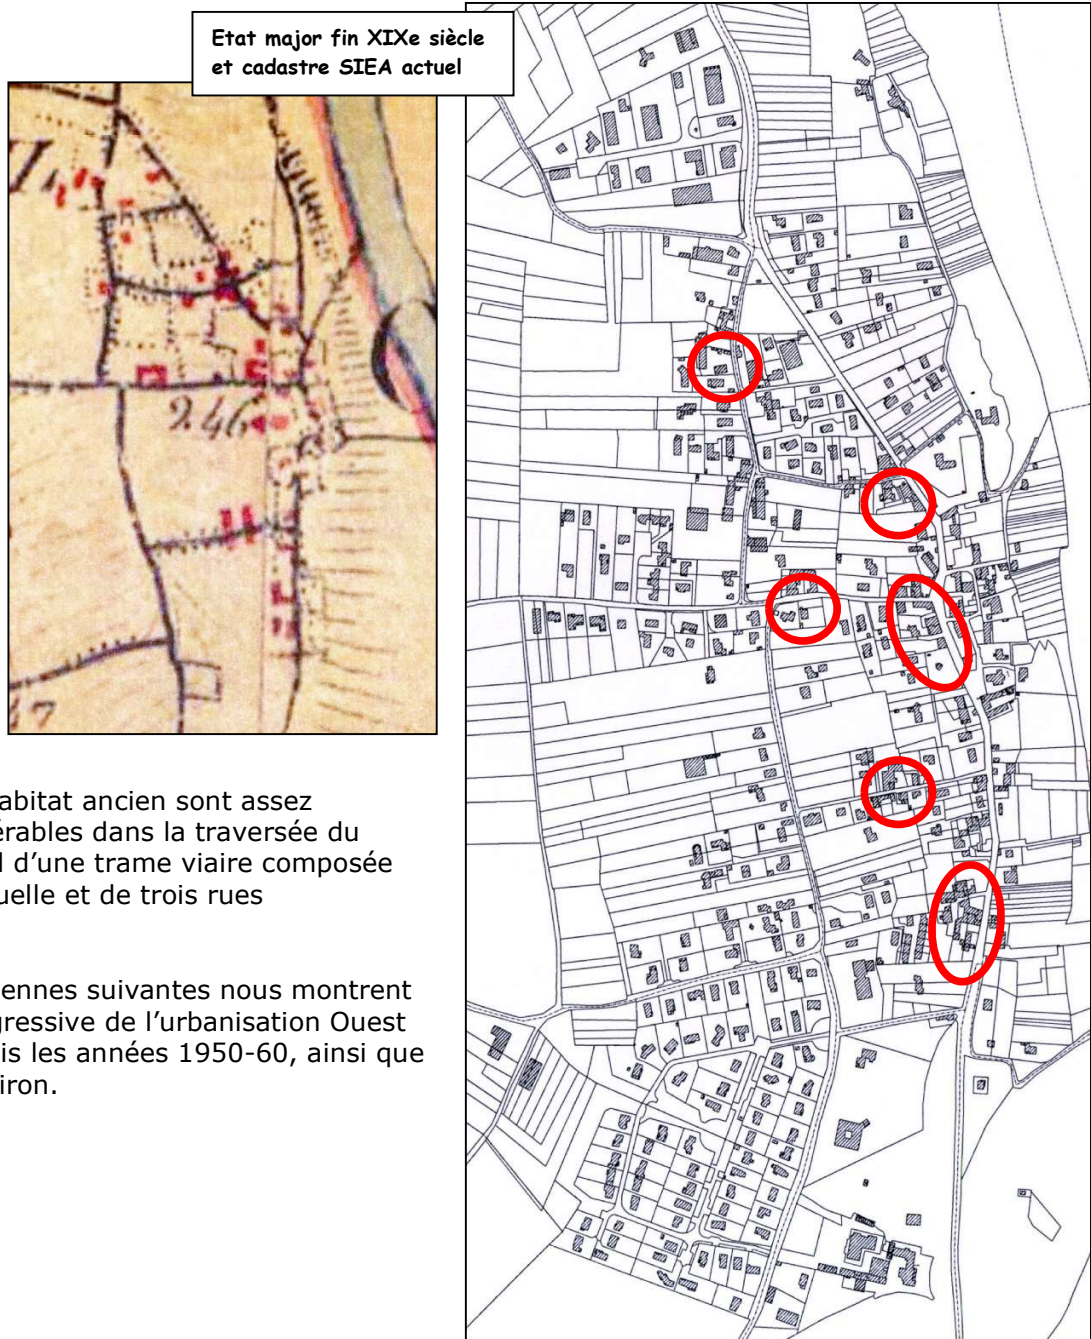 Etat major fin XIXe siècle
et cadastre SIEA actuel
246
abitat ancien sont assez
érables dans la traversée du
d'une trame viaire composée
uelle et de trois rues
ennes suivantes nous montrent
gressive de l'urbanisation Ouest
is les années 1950-60, ainsi que
iron.